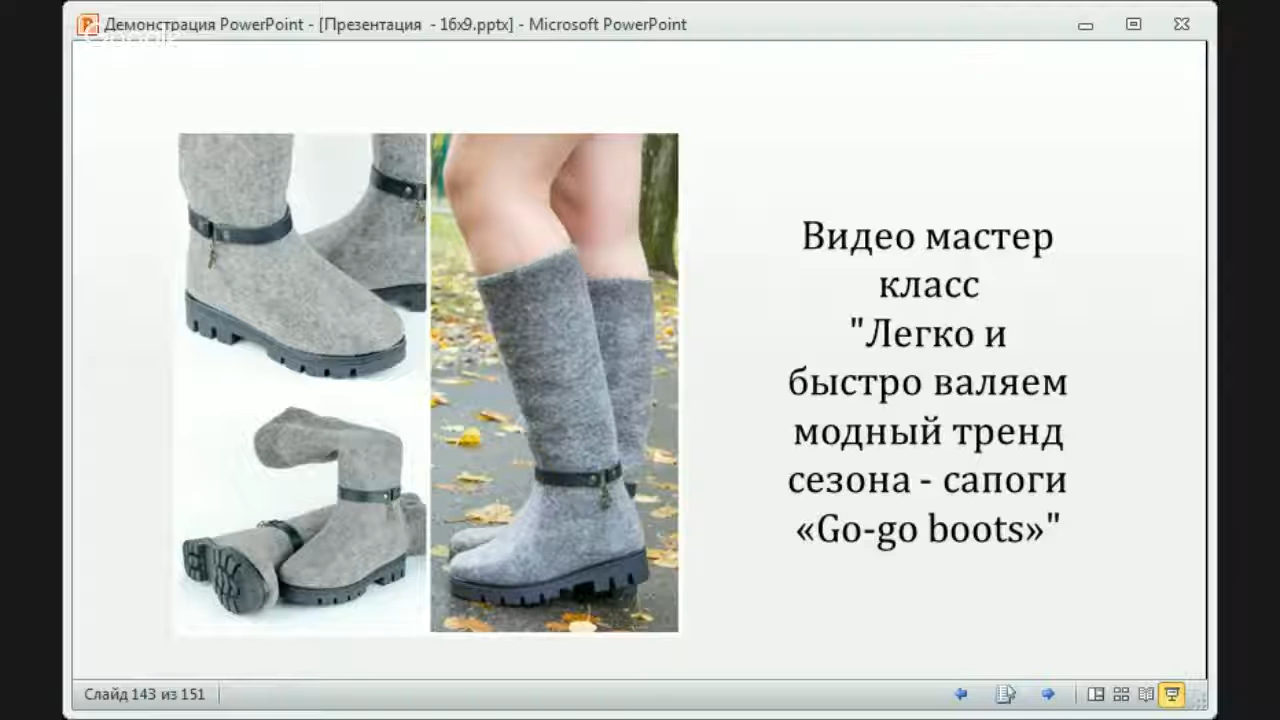 Демонстрация PowerPoint - [Презентация - 16x9.pptx] - Microsoft PowerPoint
Google
Видео мастер
класс
"Легко и
быстро валяем
модный тренд
сезона - сапоги
«Go-go boots»"
Слайд 143 из 151